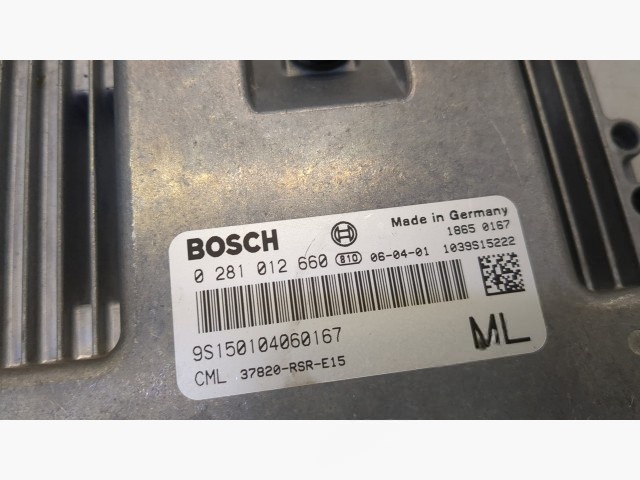 BOSCH
Made in Germany
1865 0167
0 281 012 660 810 06-04-01 1039S15222
9S150104060167
ML
CML 37820-RSR-E15